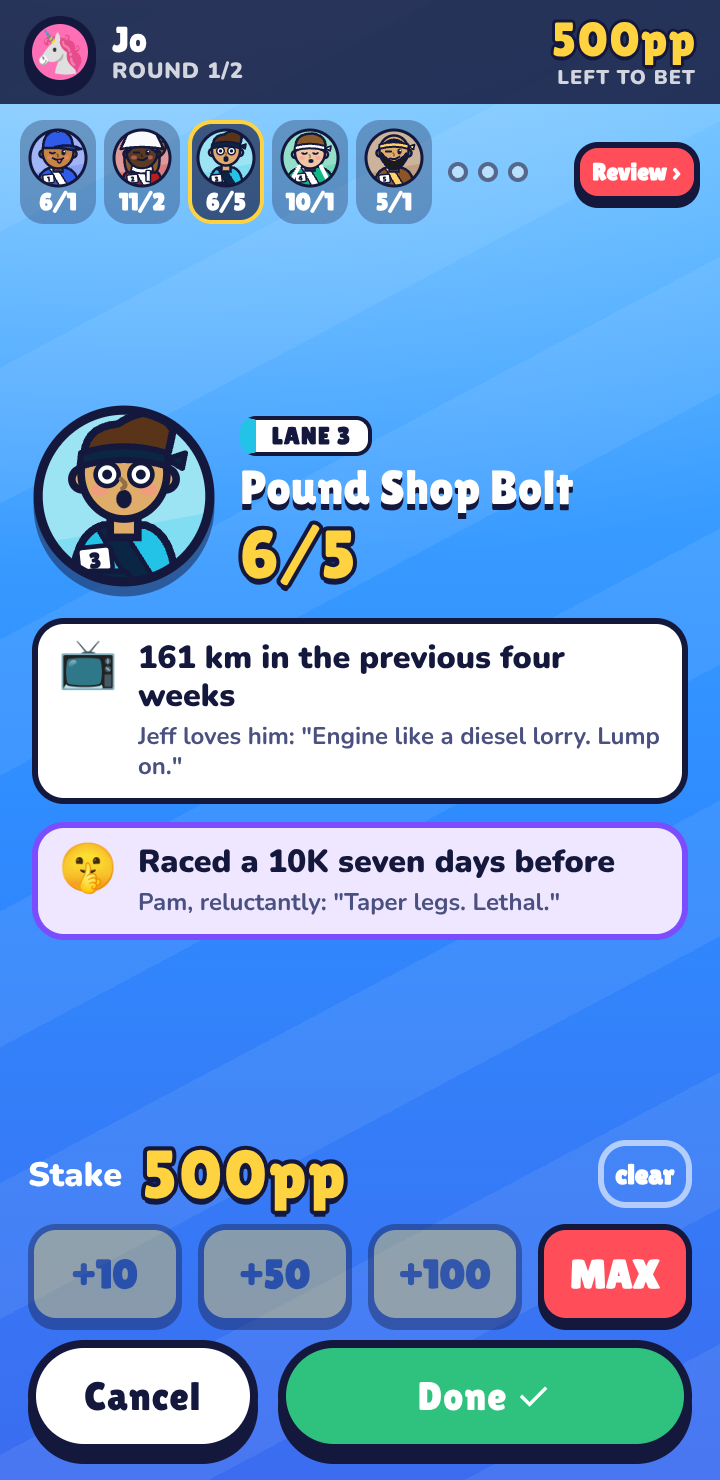 Jo
ROUND 1/2
500pp
LEFT TO BET
6/1
11/2
6/5
10/1
5/1
Review ›
LANE 3
Pound Shop Bolt
6/5
3
161 km in the previous four
weeks
Jeff loves him: "Engine like a diesel lorry. Lump
on."
Raced a 10K seven days before
Pam, reluctantly: "Taper legs. Lethal."
Stake 500pp
clear
+10
+50
+100
MAX
Cancel
Done ✓